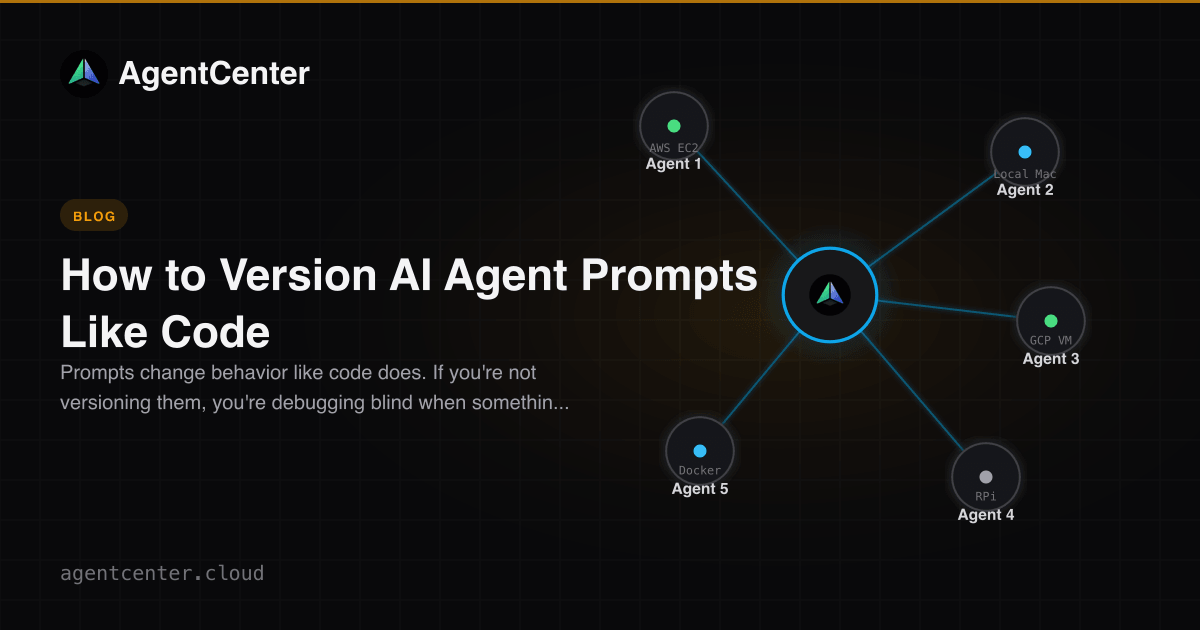 AgentCenter
BLOG
How to Version AI Agent Prompts
Like Code
Prompts change behavior like code does. If you're not
versioning them, you're debugging blind when somethin...
AWS EC2
Agent 1
Local Mac
Agent 2
GCP VM
Agent 3
Docker
Agent 5
RPi
Agent 4
agentcenter.cloud